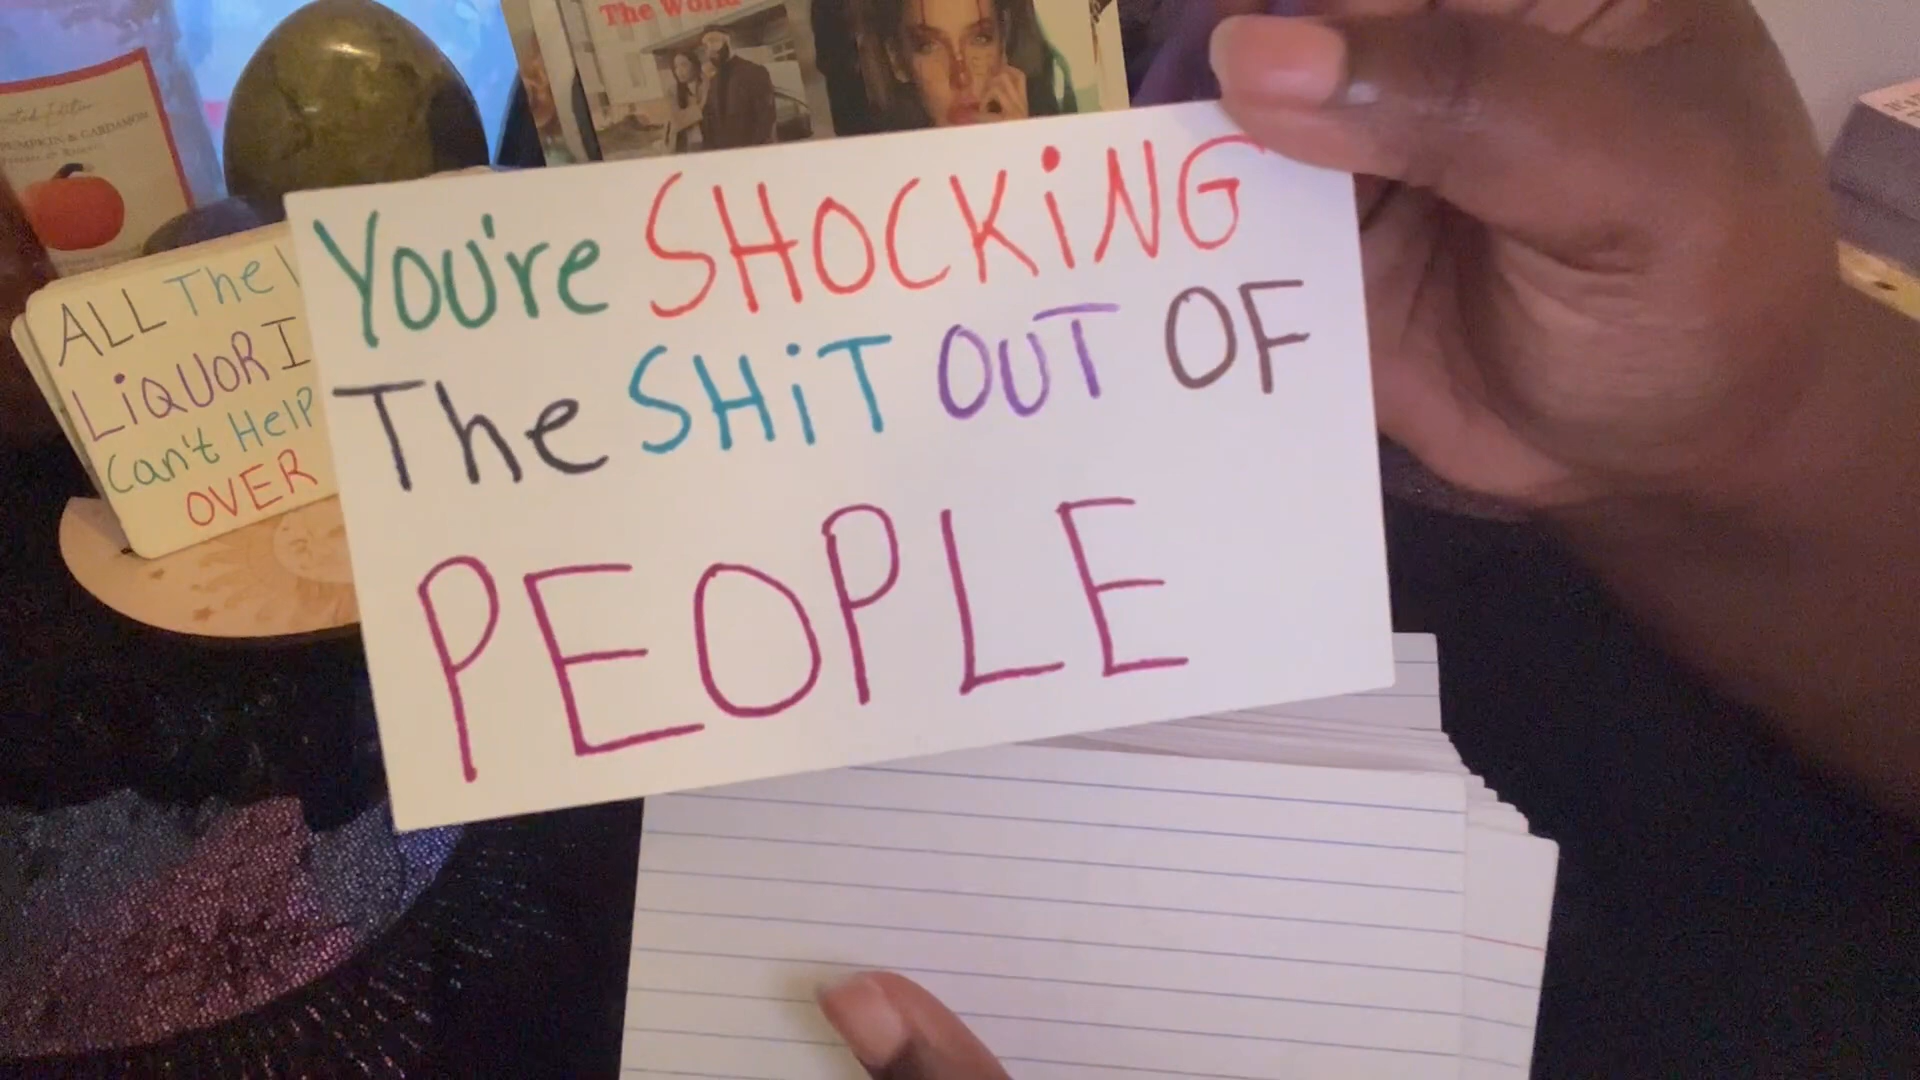 The World
PUMPKIN & CARDAMON
ALL The
LiQUOR I
Can't HelP
OVER
You're SHOCKiNG
The SHiT OUT OF
PEOPLE